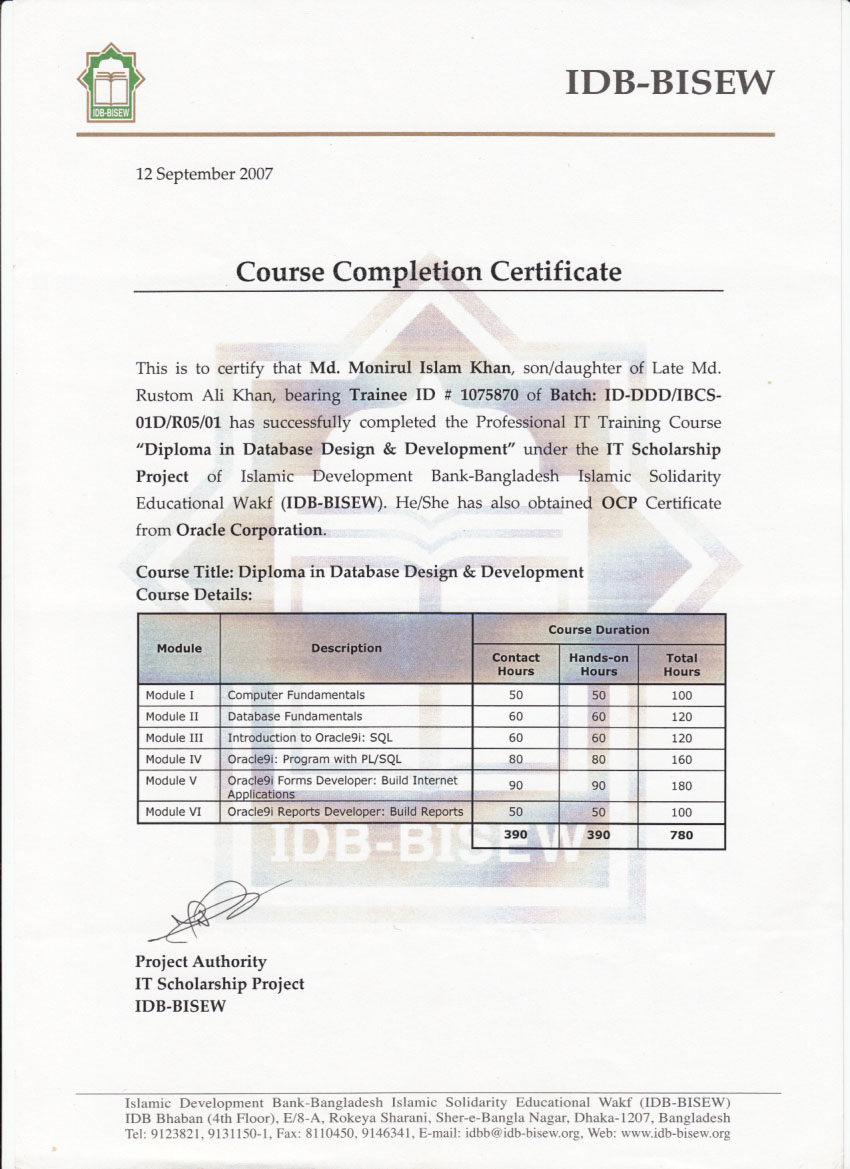 IDB-BISEW
IDB-BISEW
12 September 2007
Course Completion Certificate
This is to certify that Md. Monirul Islam Khan, son/daughter of Late Md.
Rustom Ali Khan, bearing Trainee ID # 1075870 of Batch: ID-DDD/IBCS-
01D/R05/01 has successfully completed the Professional IT Training Course
“Diploma in Database Design & Development” under the IT Scholarship
Project of Islamic Development Bank-Bangladesh Islamic Solidarity
Educational Wakf (IDB-BISEW). He/She has also obtained OCP Certificate
from Oracle Corporation.
Course Title: Diploma in Database Design & Development
Course Details:
Module Description Course Duration
Contact Hours Hands-on Hours Total Hours
Module I Computer Fundamentals 50 50 100
Module II Database Fundamentals 60 60 120
Module III Introduction to Oracle9i: SQL 60 60 120
Module IV Oracle9i: Program with PL/SQL 80 80 160
Module V Oracle9i Forms Developer: Build Internet
Applications 90 90 180
Module VI Oracle9i Reports Developer: Build Reports 50 50 100
390 390 780
IDB-BISEW
Project Authority
IT Scholarship Project
IDB-BISEW
Islamic Development Bank-Bangladesh Islamic Solidarity Educational Wakf (IDB-BISEW)
IDB Bhaban (4th Floor), E/8-A, Rokeya Sharani, Sher-e-Bangla Nagar, Dhaka-1207, Bangladesh
Tel: 9123821, 9131150-1, Fax: 8110450, 9146341, E-mail: idbb@idb-bisew.org, Web: www.idb-bisew.org